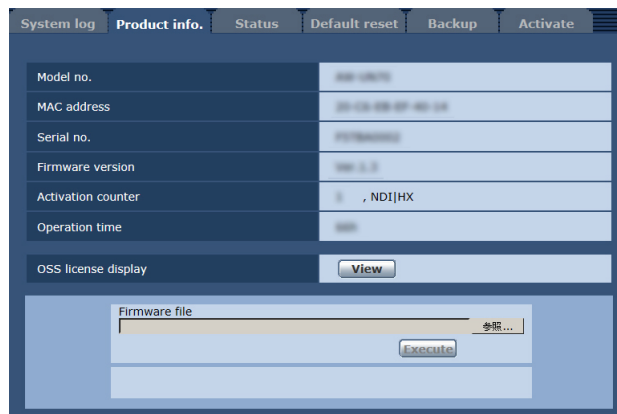 System log Product info. Status Default reset Backup Activate
Model no.
MAC address
Serial no.
Firmware version
Activation counter , NDI|HX
Operation time
OSS license display View
Firmware file
参照...
Execute